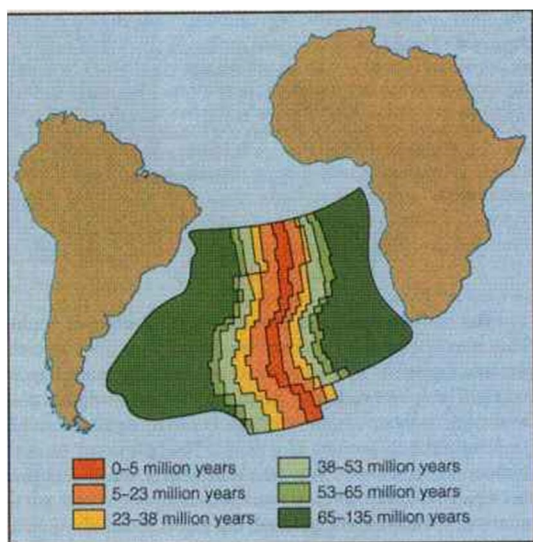 0–5 million years
5–23 million years
23–38 million years
38–53 million years
53–65 million years
65–135 million years